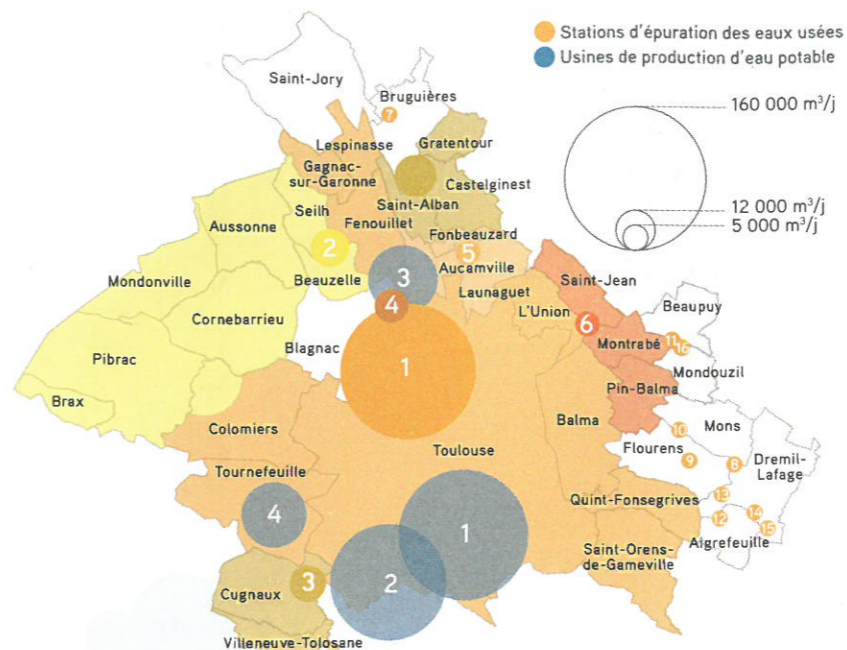 Stations d'épuration des eaux usées
Usines de production d'eau potable
160 000 m³/j
12 000 m³/j
5 000 m³/j
Saint-Jory
Bruguières
7
Lespinasse
Gratentour
Gagnac-
sur-Garonne
Castelginest
Saint-Alban
Seilh
Fenouillet
Aussonne
Fonbeauzard
2
5
Mondonville
Beauzelle
3
Aucamville
Saint-Jean
Launaguet
4
L'Union
6
Beaupuy
Cornebarrieu
Montrabé
11
16
Pibrac
Blagnac
1
Mondouzil
Pin-Balma
Brax
Balma
Mons
Colomiers
10
Toulouse
Flourens
9
8
Dremil-
Lafage
Tournefeuille
4
Quint-Fonsegrives
13
12
14
15
1
Aigrefeuille
Saint-Orens-
de-Gameville
3
2
Cugnaux
Villeneuve-Tolosane